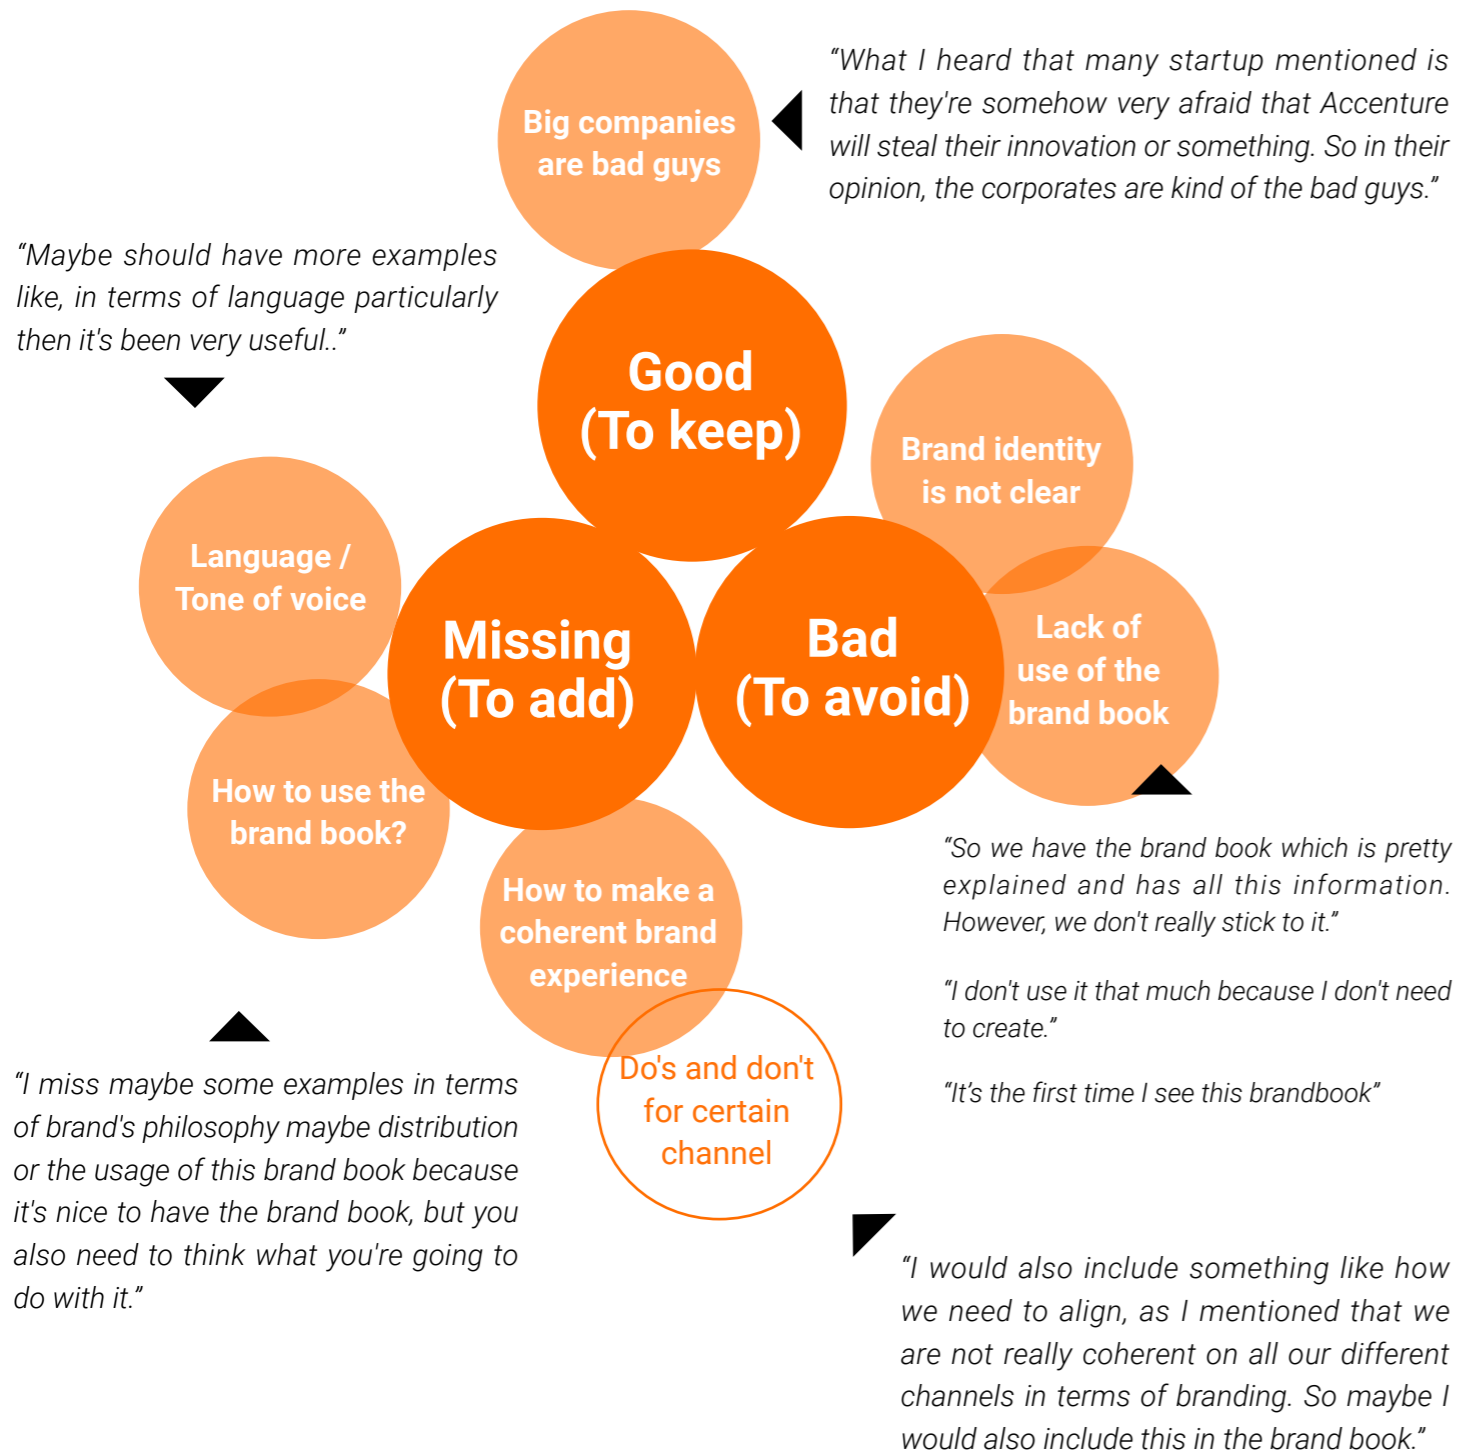 Big companies
are bad guys
“What I heard that many startup mentioned is
that they're somehow very afraid that Accenture
will steal their innovation or something. So in their
opinion, the corporates are kind of the bad guys.”
“Maybe should have more examples
like, in terms of language particularly
then it's been very useful..”
Good
(To keep)
Brand identity
is not clear
Language /
Tone of voice
Missing
(To add)
Bad
(To avoid)
Lack of
use of the
brand book
How to use the
brand book?
How to make a
coherent brand
experience
“So we have the brand book which is pretty
explained and has all this information.
However, we don't really stick to it.”
“I don't use it that much because I don't need
to create.”
“It’s the first time I see this brandbook”
Do's and don't
for certain
channel
“I miss maybe some examples in terms
of brand's philosophy maybe distribution
or the usage of this brand book because
it's nice to have the brand book, but you
also need to think what you're going to
do with it.”
“I would also include something like how
we need to align, as I mentioned that we
are not really coherent on all our different
channels in terms of branding. So maybe I
would also include this in the brand book.”